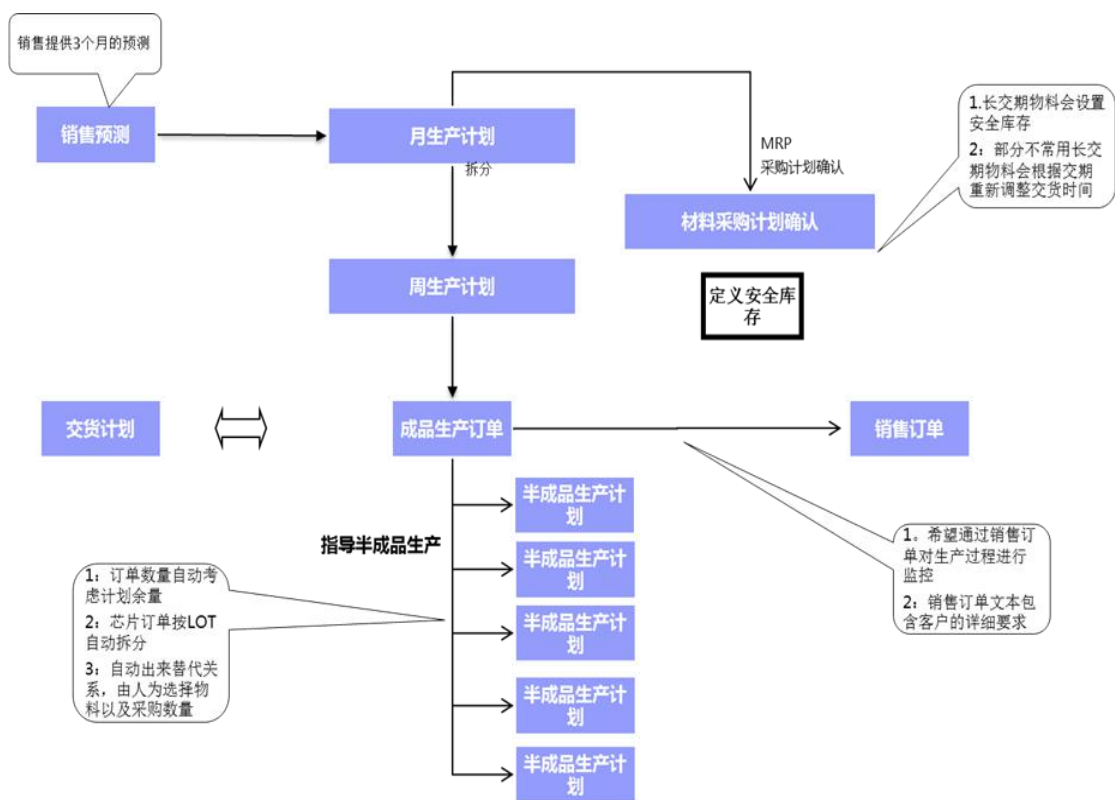 销售提供3个月的预测
销售预测
月生产计划
拆分
MRP
采购计划确认
1.长交期物料会设置
安全库存
2：部分不常用长交
期物料会根据交期
重新调整交货时间
材料采购计划确认
周生产计划
定义安全库
存
交货计划
成品生产订单
销售订单
半成品生产计
划
指导半成品生产
半成品生产计
划
半成品生产计
划
半成品生产计
划
半成品生产计
划
1：订单数量自动考
虑计划余量
2：芯片订单按LOT
自动拆分
3：自动出来替代关
系，由人为选择物
料以及采购数量
1。希望通过销售订
单对生产过程进行
监控
2：销售订单文本包
含客户的详细要求